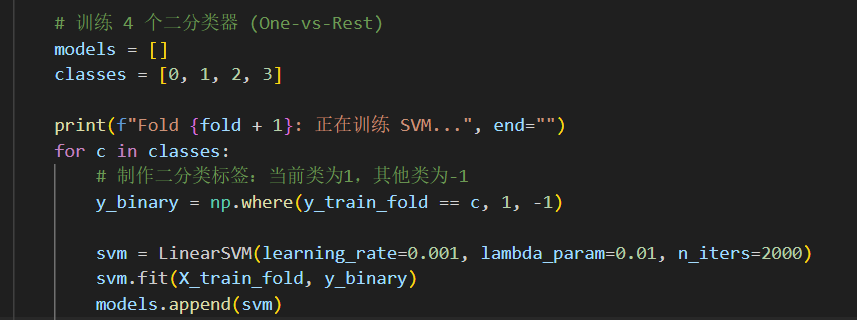 # 训练 4 个二分类器 (One-vs-Rest)
models = []
classes = [0, 1, 2, 3]
print(f"Fold {fold + 1}: 正在训练 SVM...", end="")
for c in classes:
# 制作二分类标签：当前类为1，其他类为-1
y_binary = np.where(y_train_fold == c, 1, -1)
svm = LinearSVM(learning_rate=0.001, lambda_param=0.01, n_iters=2000)
svm.fit(X_train_fold, y_binary)
models.append(svm)